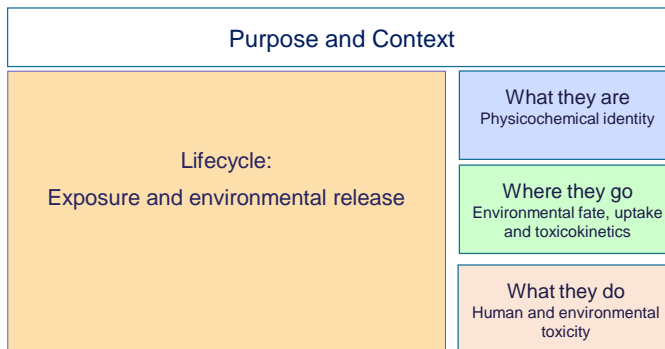 Purpose and Context
Lifecycle:
Exposure and environmental release
What they are
Physicochemical identity
Where they go
Environmental fate, uptake
and toxicokinetics
What they do
Human and environmental
toxicity